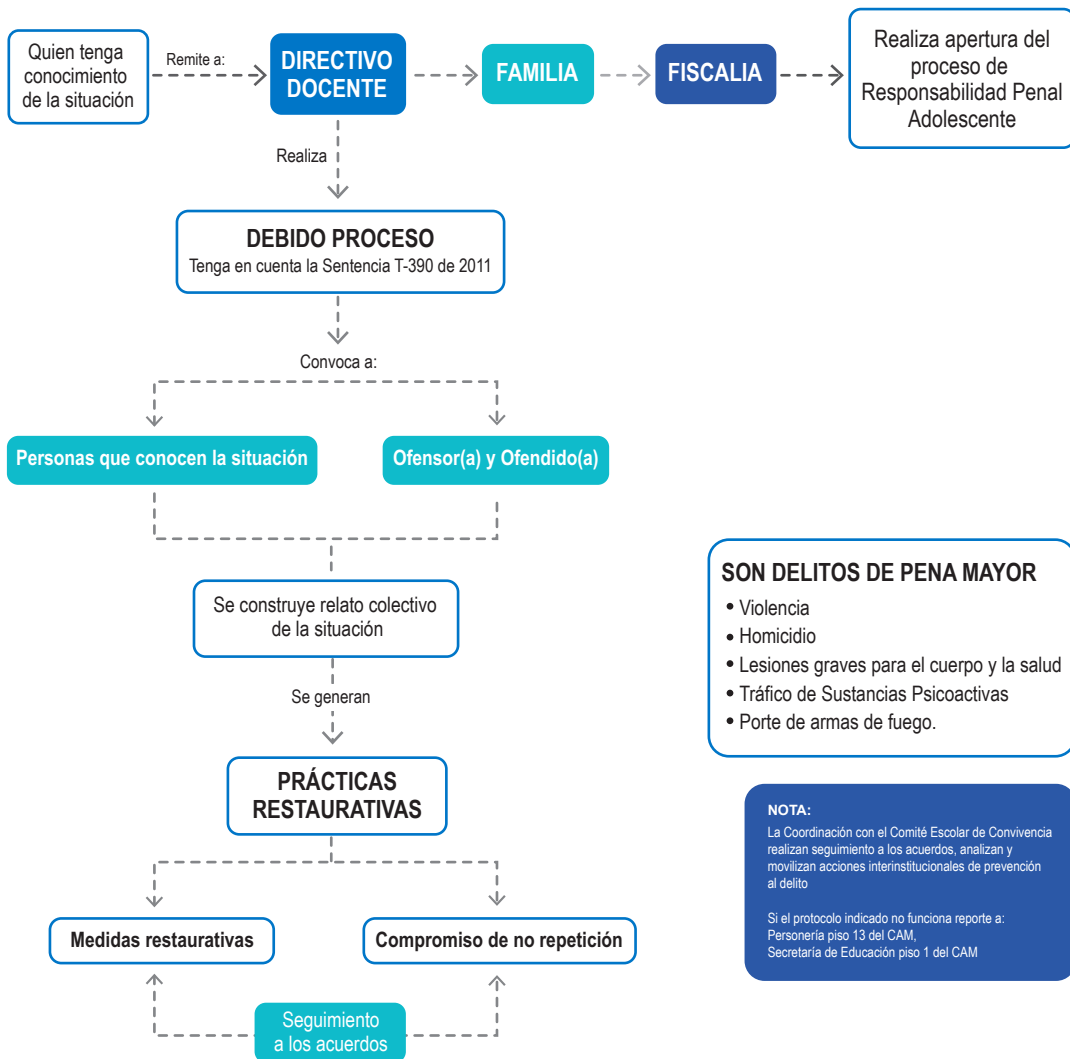 Quien tenga
conocimiento
de la situación
Remite a:
DIRECTIVO
DOCENTE
FAMILIA
FISCALIA
Realiza apertura del
proceso de
Responsabilidad Penal
Adolescente
Realiza
DEBIDO PROCESO
Tenga en cuenta la Sentencia T-390 de 2011
Convoca a:
Personas que conocen la situación
Ofensor(a) y Ofendido(a)
Se construye relato colectivo
de la situación
Se generan
PRÁCTICAS
RESTAURATIVAS
Medidas restaurativas
Compromiso de no repetición
Seguimiento
a los acuerdos
SON DELITOS DE PENA MAYOR
• Violencia
• Homicidio
• Lesiones graves para el cuerpo y la salud
• Tráfico de Sustancias Psicoactivas
• Porte de armas de fuego.
NOTA:
La Coordinación con el Comité Escolar de Convivencia
realizan seguimiento a los acuerdos, analizan y
movilizan acciones interinstitucionales de prevención
al delito
Si el protocolo indicado no funciona reporte a:
Personería piso 13 del CAM,
Secretaría de Educación piso 1 del CAM